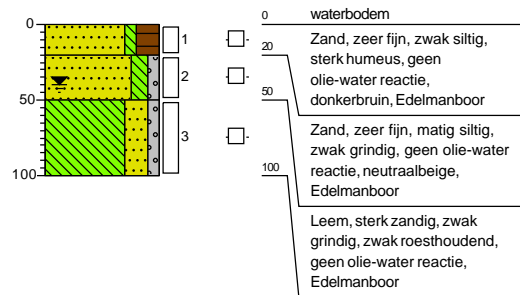 0
50
100
1
2
3
0
waterbodem
Zand, zeer fijn, zwak siltig,
sterk humeus, geen
olie-water reactie,
donkerbruin, Edelmanboor
20
Zand, zeer fijn, matig siltig,
zwak grindig, geen olie-water
reactie, neutraalbeige,
Edelmanboor
50
Leem, sterk zandig, zwak
grindig, zwak roesthoudend,
geen olie-water reactie,
Edelmanboor
100